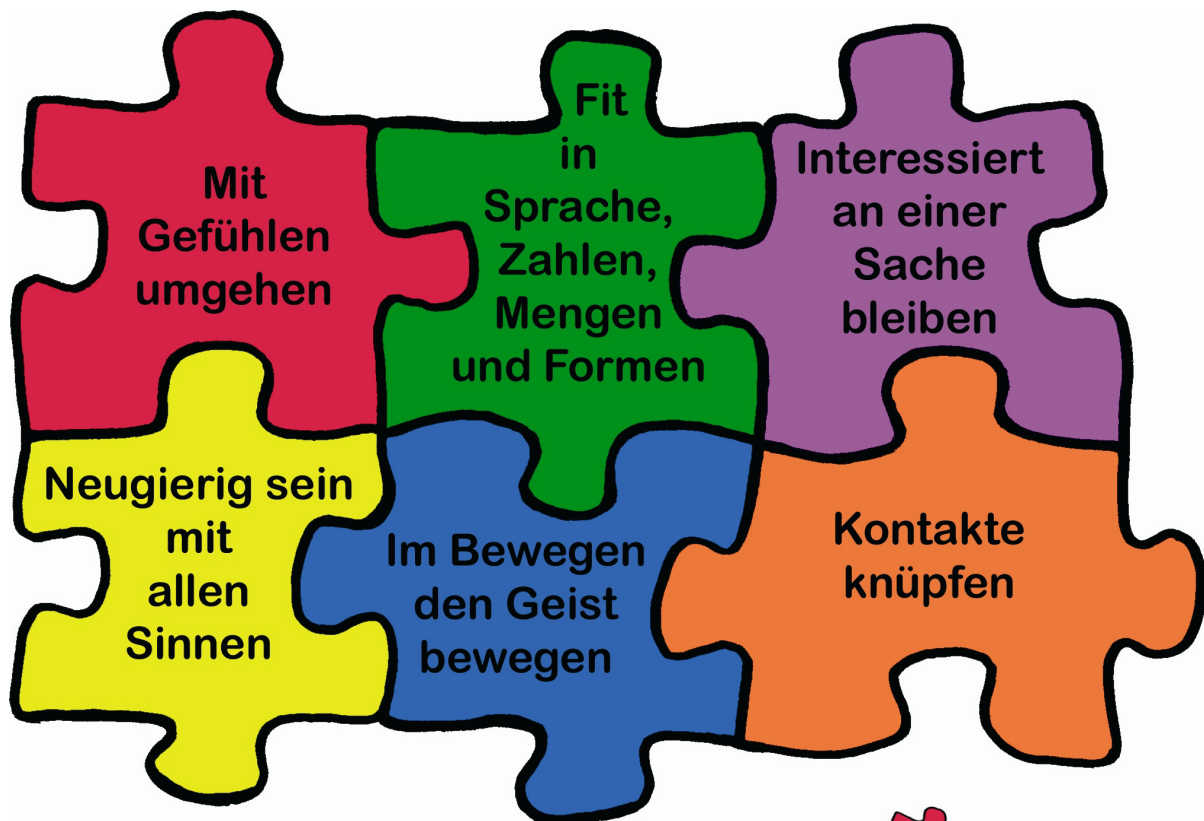 Mit
Gefühlen
umgehen
Fit
in
Sprache,
Zahlen,
Mengen
und Formen
Interessiert
an einer
Sache
bleiben
Neugierig sein
mit
allen
Sinnen
Im Bewegen
den Geist
bewegen
Kontakte
knüpfen